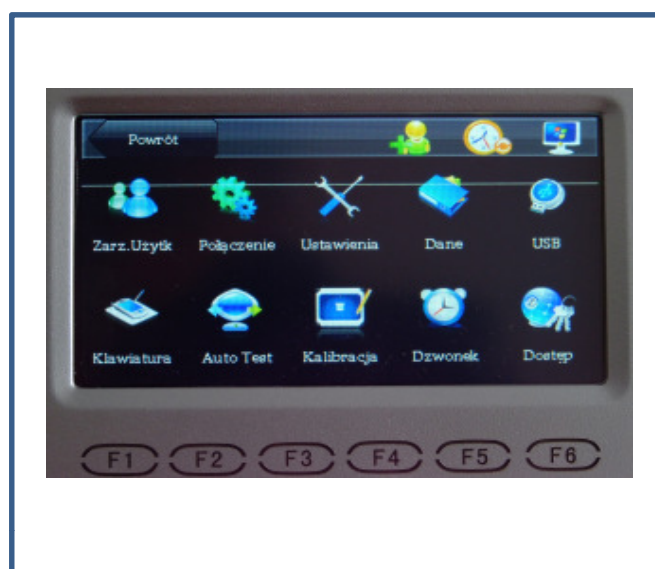 Powrót
Zarz.Użytk Połączenie Ustawienia Dane USB
Klawiatura Auto Test Kalibracja Dzwonek Dostęp
F1 F2 F3 F4 F5 F6